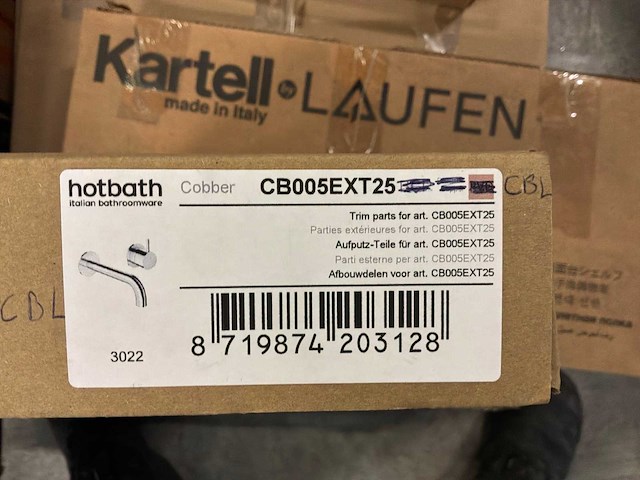 Kartell by LAUFEN
made in Italy
hotbath
italian bathroomware
Cobber
CB005EXT25
CBL
Trim parts for art. CB005EXT25
Parties extérieures for art. CB005EXT25
Aufputz-Teile für art. CB005EXT25
Parti esterne per art. CB005EXT25
Afbouwdelen voor art. CB005EXT25
CBL
3022
8 719874 203128